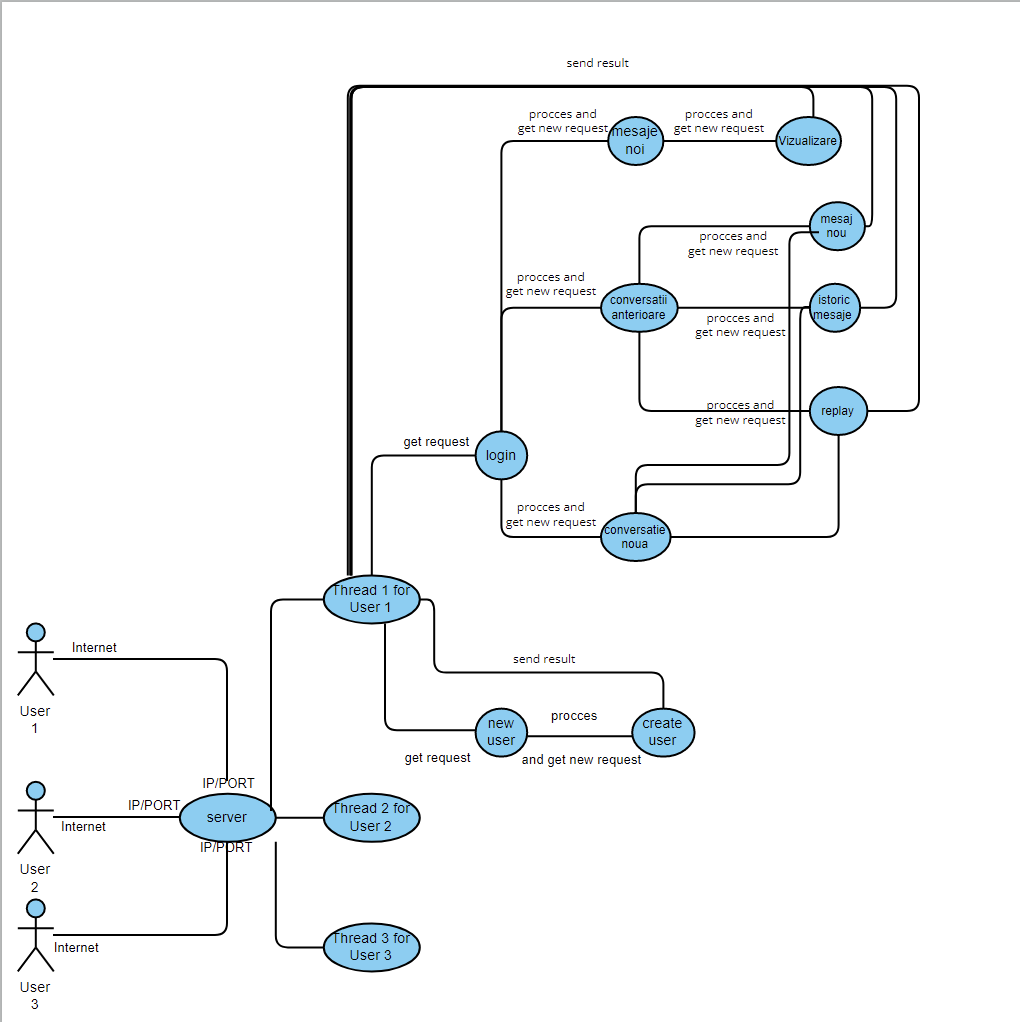 send result
procces and
get new request
mesaje
noi
procces and
get new request
Vizualizare
mesaj
nou
procces and
get new request
procces and
get new request
conversatii
anterioare
istoric
mesaje
procces and
get new request
procces and
get new request
replay
get request
login
procces and
get new request
conversatie
noua
Thread 1 for
User 1
Internet
User
1
send result
new
user
procces
create
user
get request
and get new request
IP/PORT
IP/PORT
server
Internet
IP/PORT
Thread 2 for
User 2
User
2
Internet
Thread 3 for
User 3
User
3